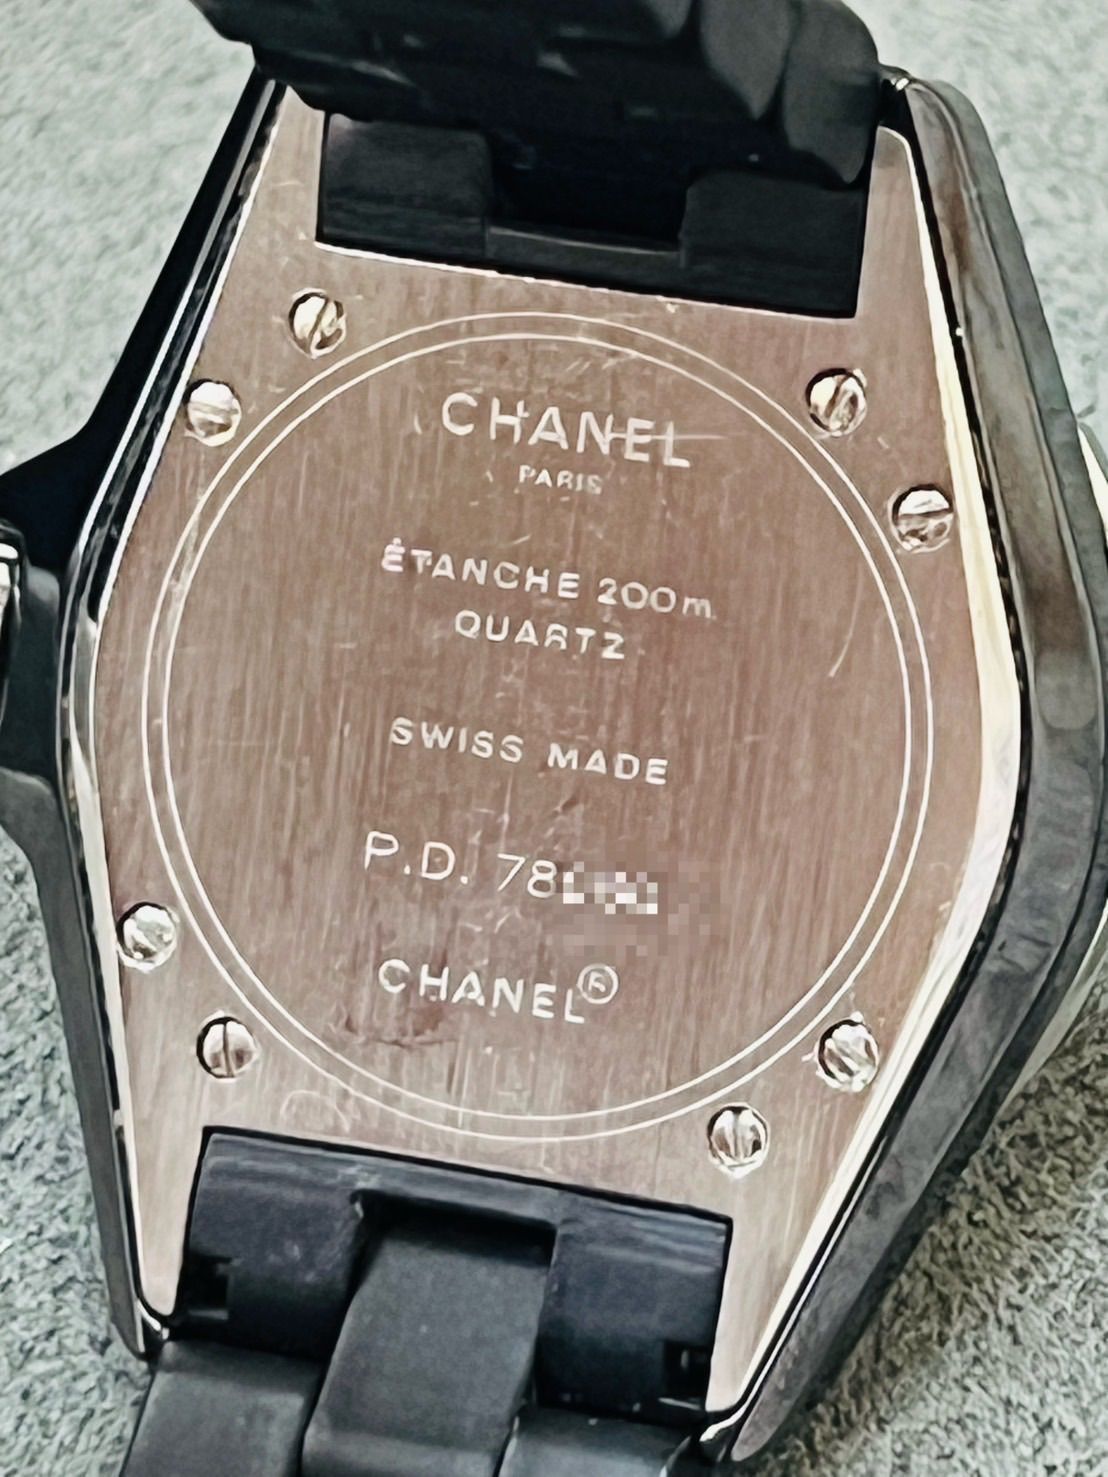 CHANEL
PARIS
ÉTANCHE 200m
QUARTZ
SWISS MADE
P.D. 78
CHANEL®